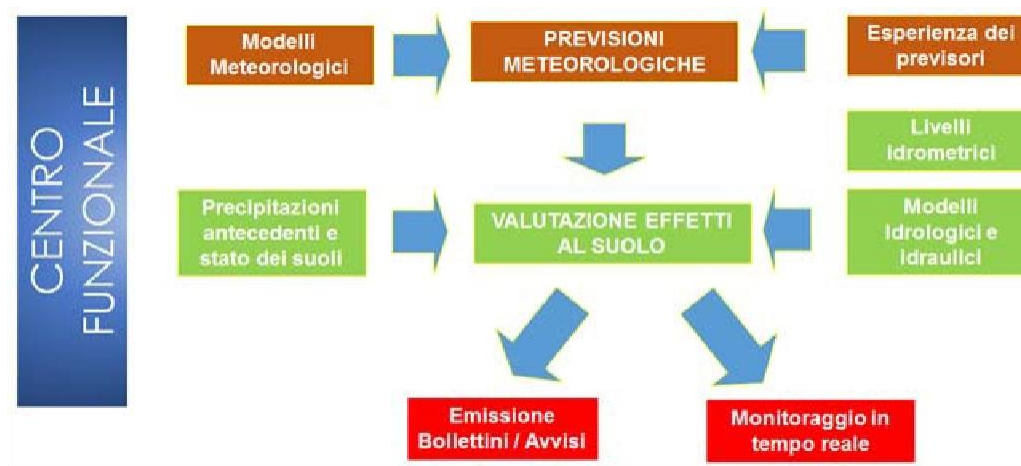 CENTRO
FUNZIONALE
Modelli
Meteorologici
PREVISIONI
METEOROLOGICHE
Esperienza dei
previsori
Livelli
idrometrici
Precipitazioni
antecedenti e
stato dei suoli
VALUTAZIONE EFFETTI
AL SUOLO
Modelli
Idrologici e
Idraulici
Emissione
Bollettini / Avvisi
Monitoraggio in
tempo reale